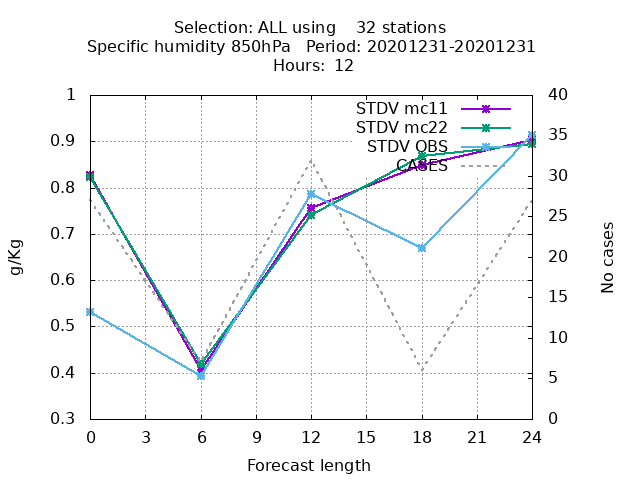 Selection: ALL using    32 stations
Specific humidity 850hPa   Period: 20201231-20201231
Hours:  12
STDV mc11
STDV mc22
STDV OBS
CASES
1
0.9
0.8
0.7
0.6
0.5
0.4
0.3
g/Kg
40
35
30
25
20
15
10
5
0
No cases
0 3 6 9 12 15 18 21 24
Forecast length